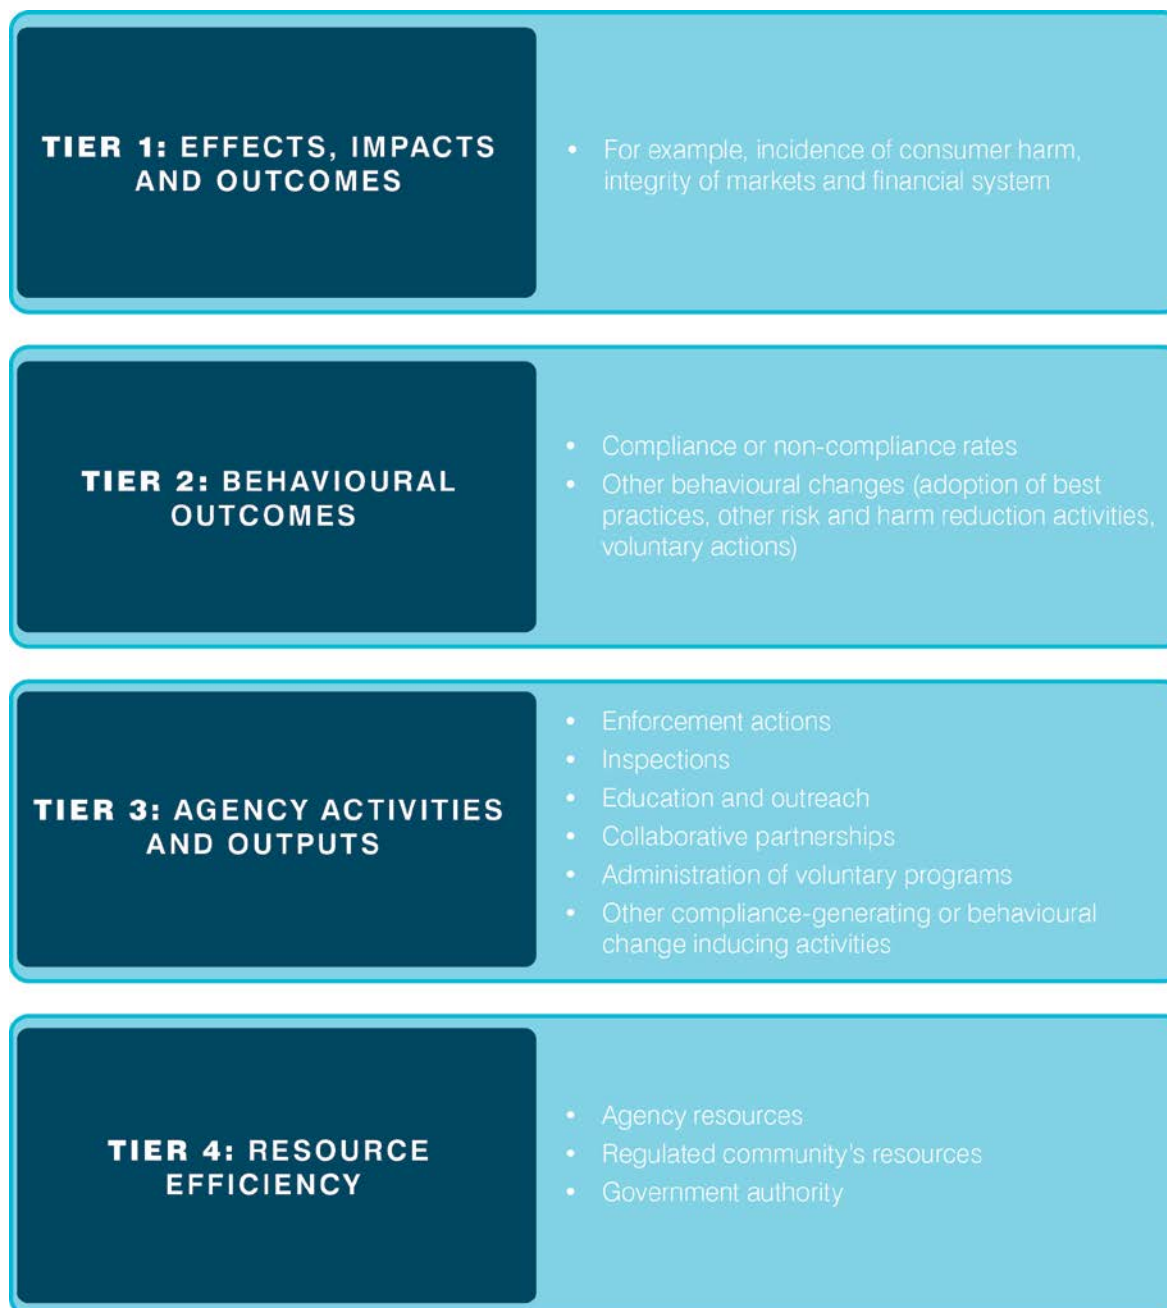 TIER 1: EFFECTS, IMPACTS
AND OUTCOMES
• For example, incidence of consumer harm,
integrity of markets and financial system
TIER 2: BEHAVIOURAL
OUTCOMES
• Compliance or non-compliance rates
• Other behavioural changes (adoption of best
practices, other risk and harm reduction activities,
voluntary actions)
TIER 3: AGENCY ACTIVITIES
AND OUTPUTS
• Enforcement actions
• Inspections
• Education and outreach
• Collaborative partnerships
• Administration of voluntary programs
• Other compliance-generating or behavioural
change inducing activities
TIER 4: RESOURCE
EFFICIENCY
• Agency resources
• Regulated community's resources
• Government authority